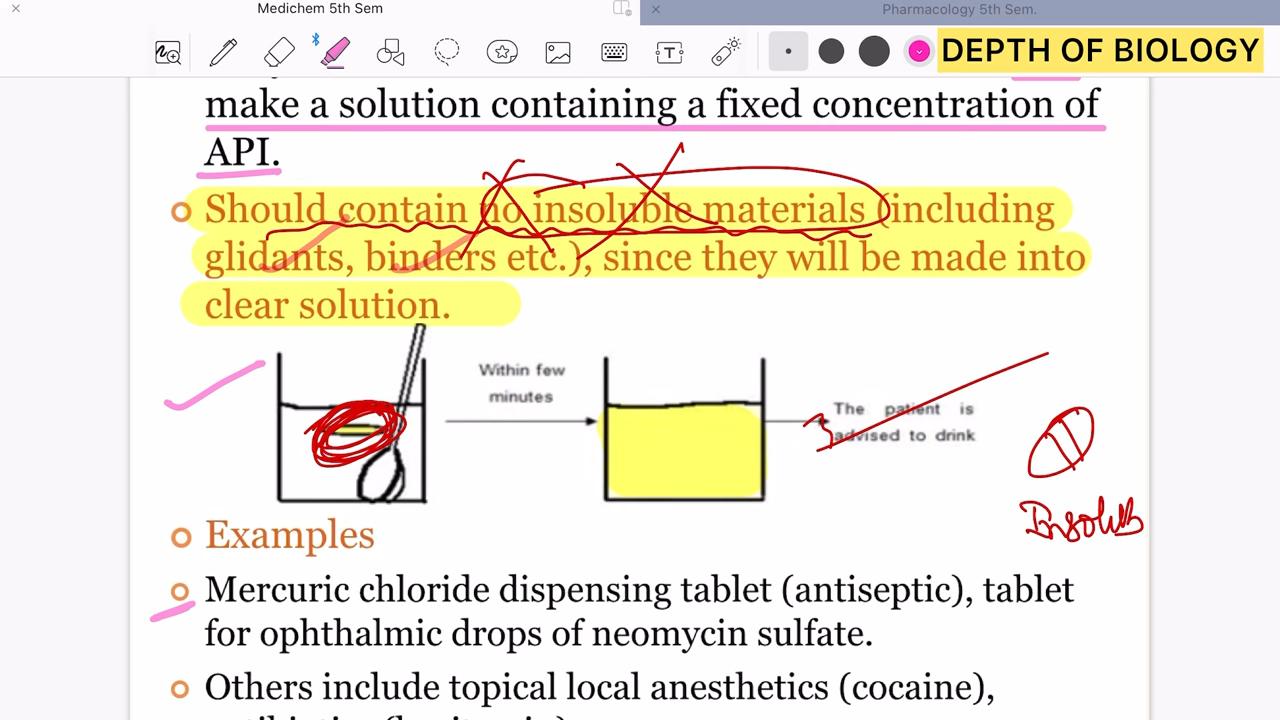 Medichem 5th Sem
Pharmacology 5th Sem.
DEPTH OF BIOLOGY
make a solution containing a fixed concentration of
API.
Should contain no insoluble materials (including
glidants, binders etc.), since they will be made into
clear solution.
Within few
minutes
The patient is
advised to drink
Examples
Mercuric chloride dispensing tablet (antiseptic), tablet
for ophthalmic drops of neomycin sulfate.
Others include topical local anesthetics (cocaine),